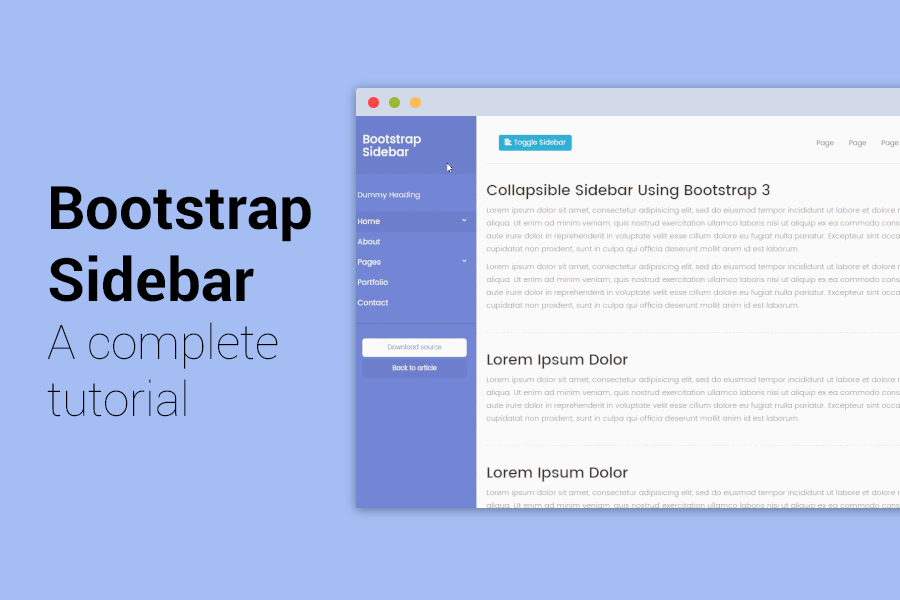 Bootstrap
Sidebar
A complete
tutorial
Bootstrap
Sidebar
Dummy Heading
Home
About
Pages
Portfolio
Contact
Download source
Back to article
Toggle Sidebar
Page Page Page
Collapsible Sidebar Using Bootstrap 3
Lorem ipsum dolor sit amet, consectetur adipisicing elit, sed do eiusmod tempor incididunt ut labore et dolore
aliqua. Ut enim ad minim veniam, quis nostrud exercitation ullamco laboris nisi ut aliquip ex ea commodo
aute irure dolor in reprehenderit in voluptate velit esse cillum dolore eu fugiat nulla pariatur. Excepteur sint
cupidatat non proident, sunt in culpa qui officia deserunt mollit anim id est laborum.
Lorem ipsum dolor sit amet, consectetur adipisicing elit, sed do eiusmod tempor incididunt ut labore et dolore
aliqua. Ut enim ad minim veniam, quis nostrud exercitation ullamco laboris nisi ut aliquip ex ea commodo
aute irure dolor in reprehenderit in voluptate velit esse cillum dolore eu fugiat nulla pariatur. Excepteur sint
cupidatat non proident, sunt in culpa qui officia deserunt mollit anim id est laborum.
Lorem Ipsum Dolor
Lorem ipsum dolor sit amet, consectetur adipisicing elit, sed do eiusmod tempor incididunt ut labore et dolore
aliqua. Ut enim ad minim veniam, quis nostrud exercitation ullamco laboris nisi ut aliquip ex ea commodo
aute irure dolor in reprehenderit in voluptate velit esse cillum dolore eu fugiat nulla pariatur. Excepteur sint
cupidatat non proident, sunt in culpa qui officia deserunt mollit anim id est laborum.
Lorem Ipsum Dolor
Lorem ipsum dolor sit amet, consectetur adipisicing elit, sed do eiusmod tempor incididunt ut labore et dolore
aliqua. Ut enim ad minim veniam, quis nostrud exercitation ullamco laboris nisi ut aliquip ex ea commodo